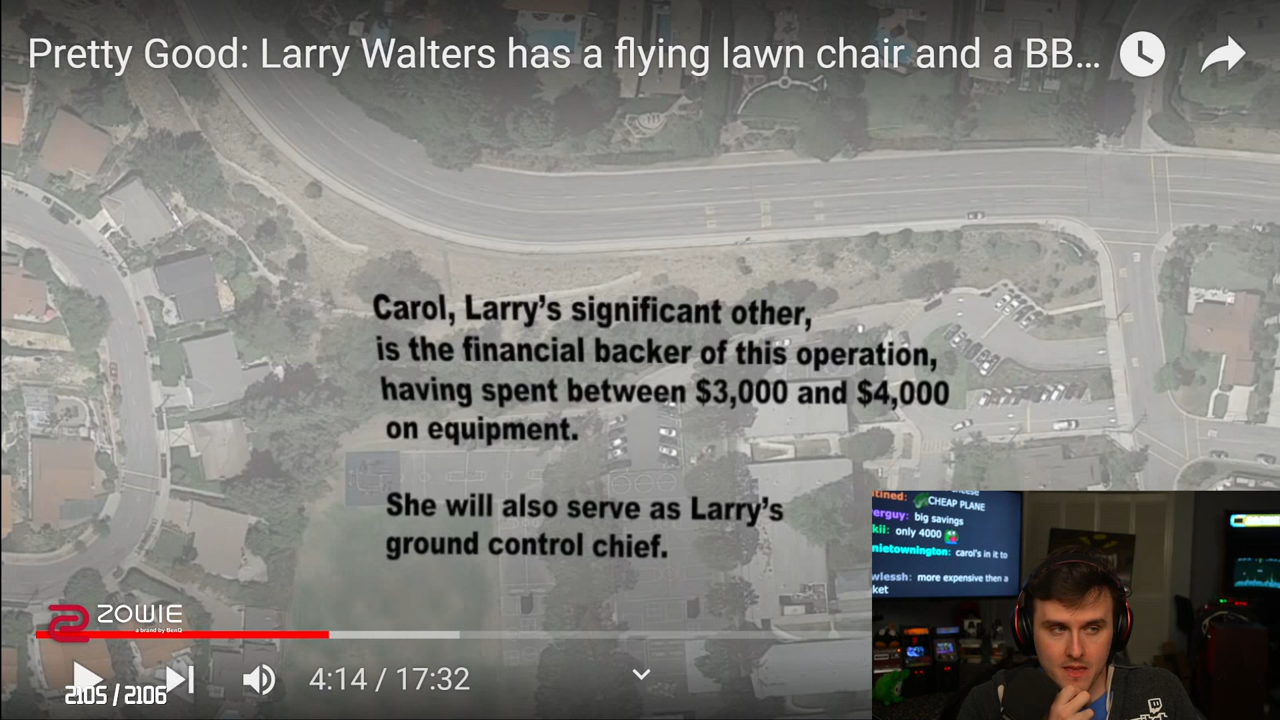 Pretty Good: Larry Walters has a flying lawn chair and a BB...
Carol, Larry's significant other,
is the financial backer of this operation,
having spent between $3,000 and $4,000
on equipment.
She will also serve as Larry's
ground control chief.
CHEAP PLANE
big savings
only 4000
nietownington: carol's in it to
more expensive then a
ZOWIE
a brand by BenQ
4:14 / 17:32
2105 / 2106